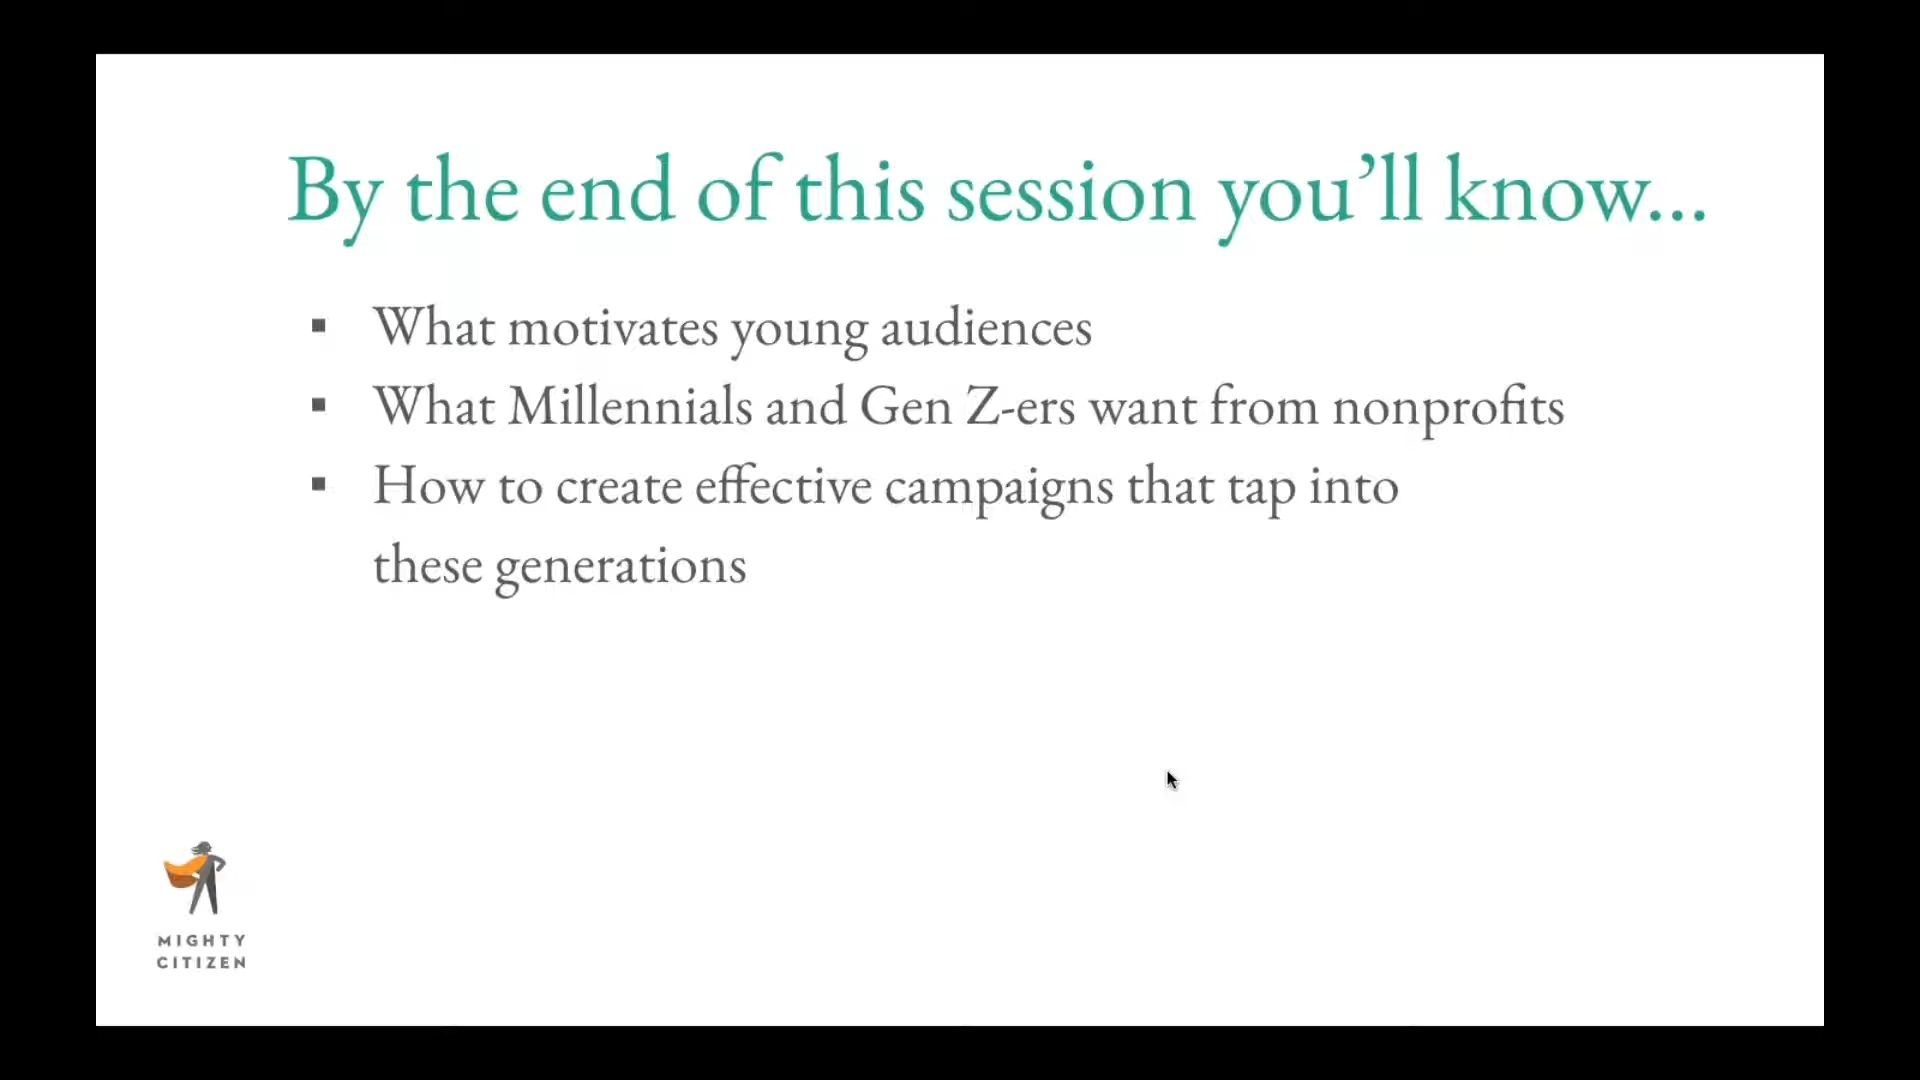 By the end of this session you’ll know...
▪ What motivates young audiences
▪ What Millennials and Gen Z-ers want from nonprofits
▪ How to create effective campaigns that tap into
these generations
MIGHTY
CITIZEN